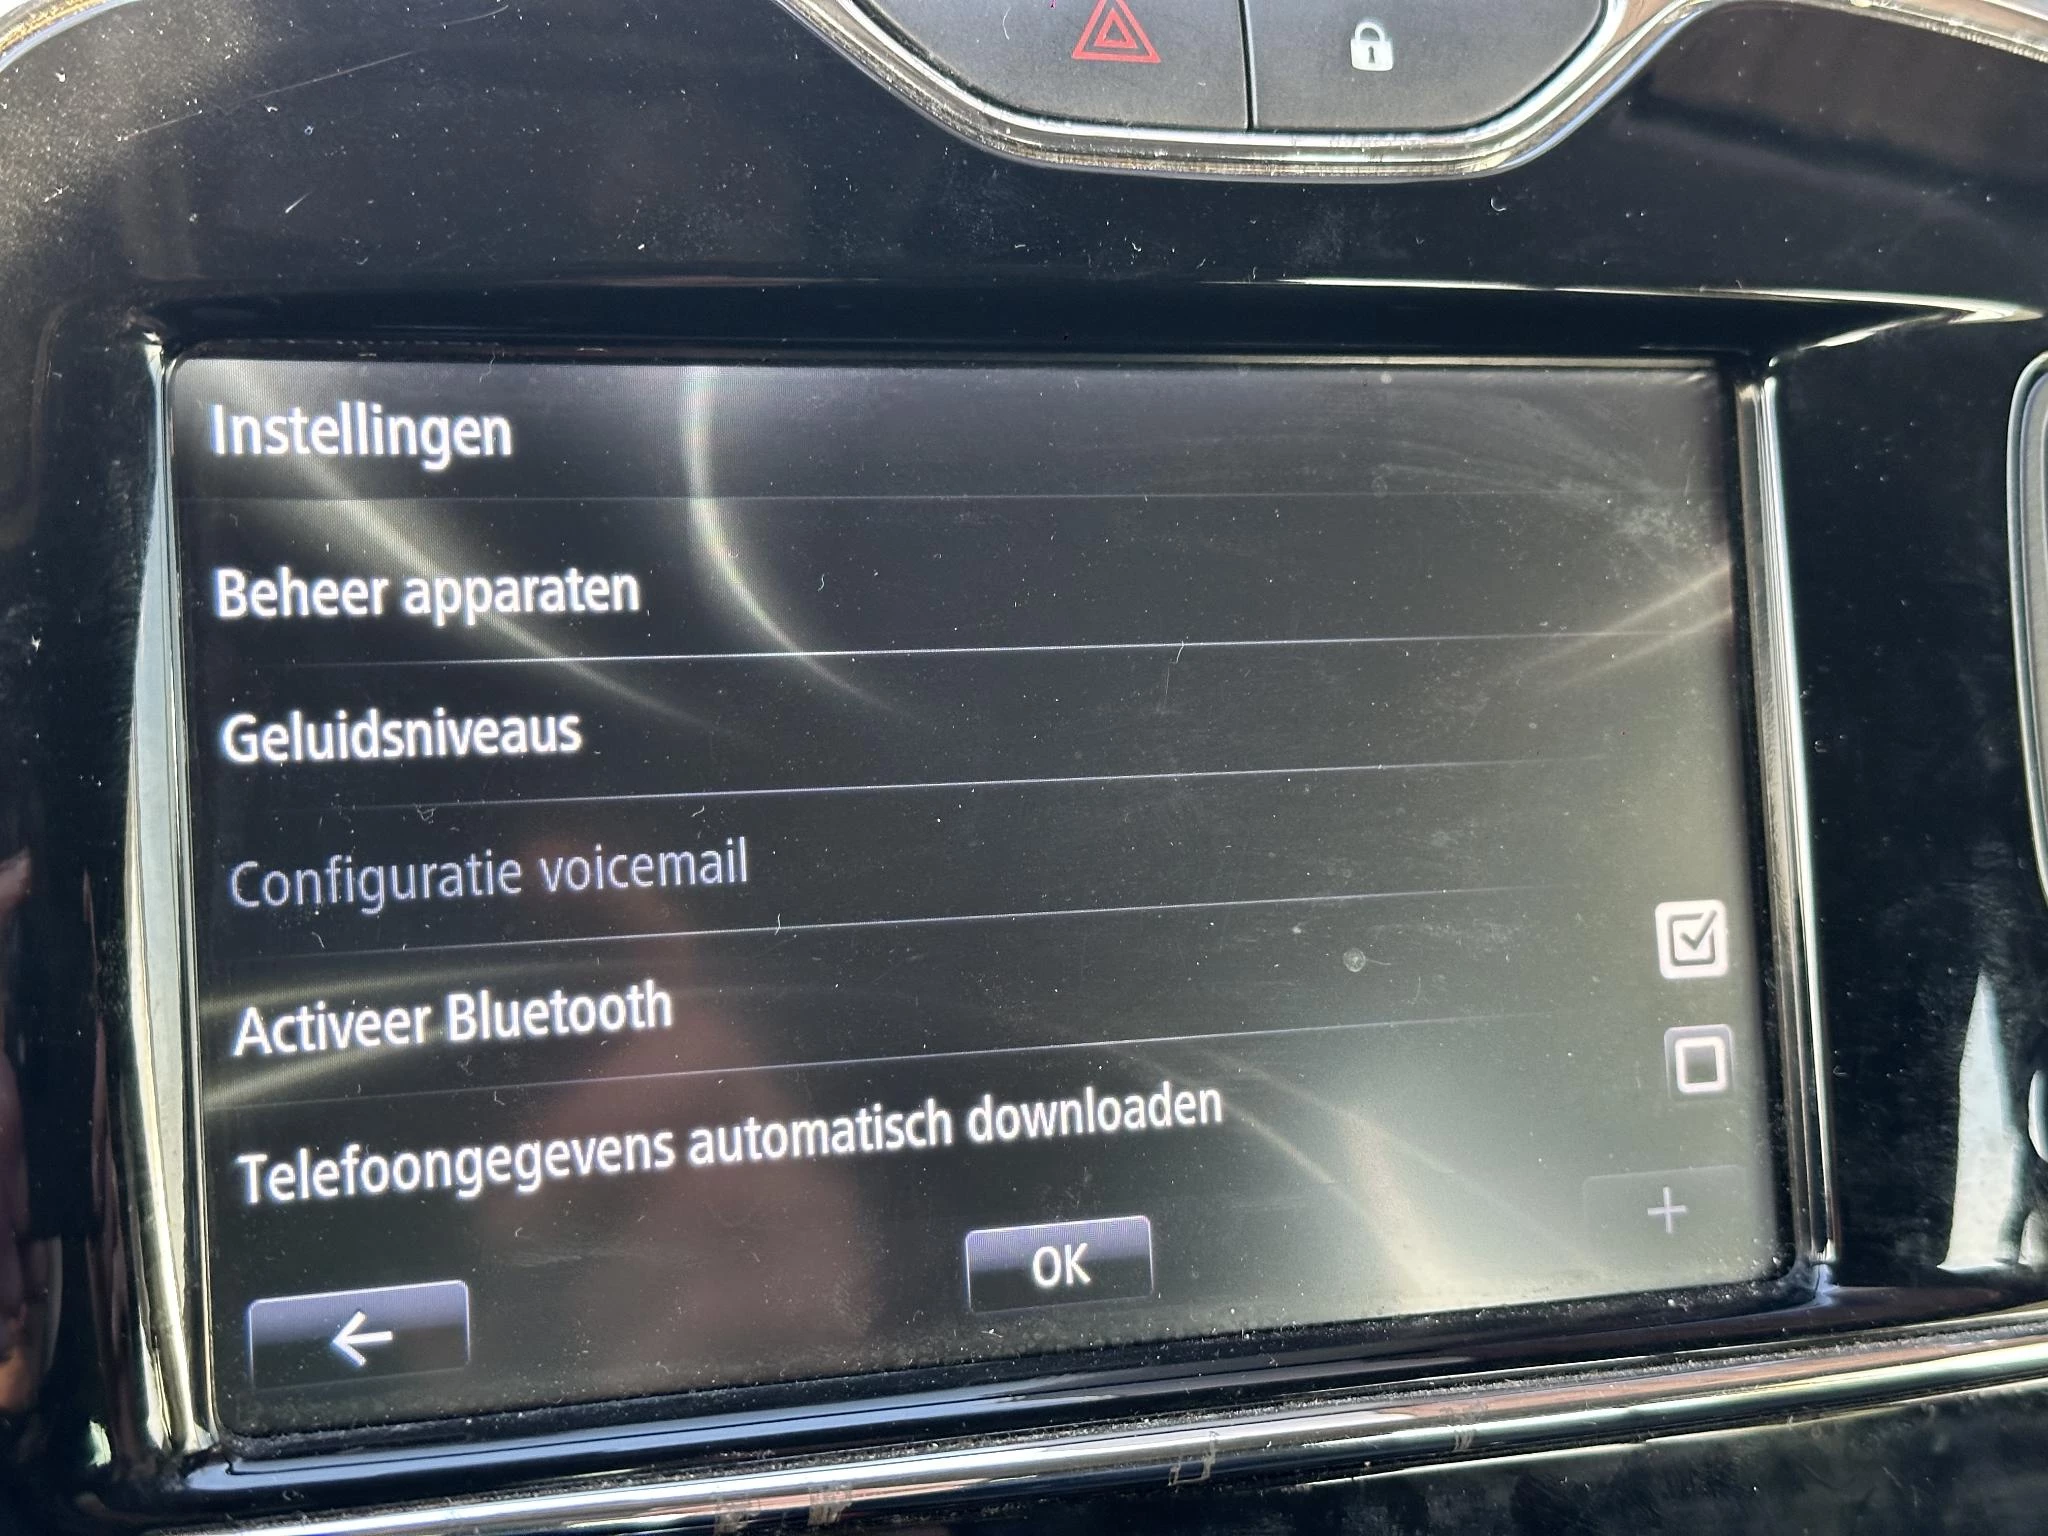 Instellingen
Beheer apparaten
Geluidsniveaus
Configuratie voicemail
Activeer Bluetooth
Telefoongegevens automatisch downloaden
OK